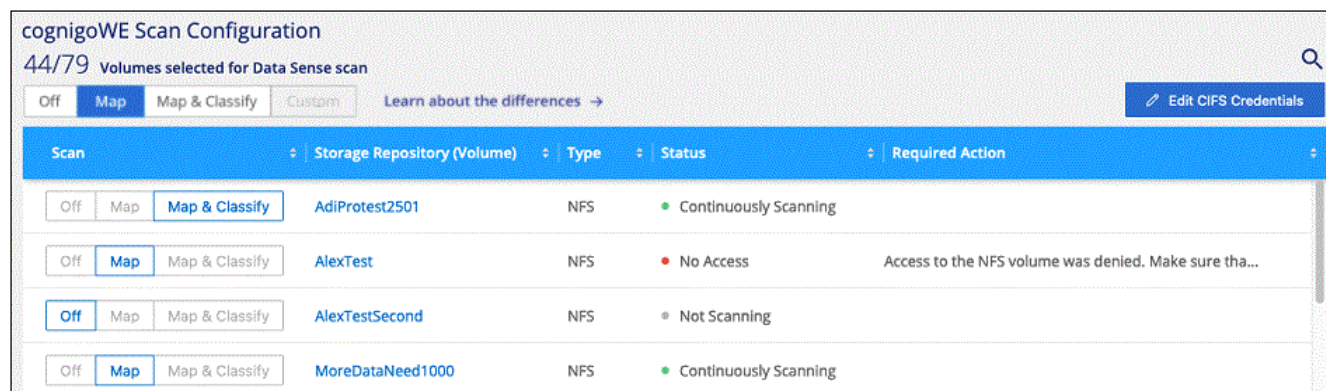 cognigoWE Scan Configuration
44/79 Volumes selected for Data Sense scan
Off Map Map & Classify Custom Learn about the differences → Edit CIFS Credentials
Scan Storage Repository (Volume) Type Status Required Action
Off Map Map & Classify AdiProtest2501 NFS Continuously Scanning
Off Map Map & Classify AlexTest NFS No Access Access to the NFS volume was denied. Make sure tha...
Off Map Map & Classify AlexTestSecond NFS Not Scanning
Off Map Map & Classify MoreDataNeed1000 NFS Continuously Scanning